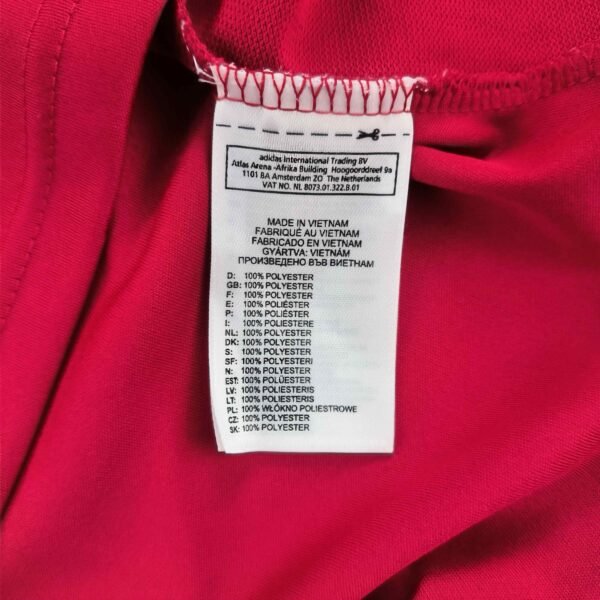 adidas International Trading BV
Atlas Arena -Afrika Building Hoogoorddreef 9a
1101 BA Amsterdam ZO The Netherlands
VAT NO. NL 8073.01.322.B.01
MADE IN VIETNAM
FABRIQUÉ AU VIETNAM
FABRICADO EN VIETNAM
GYÁRTVA: VIETNÁM
ПРОИЗВЕДЕНО ВЪВ ВИЕТНАМ
D: 100% POLYESTER
GB: 100% POLYESTER
F: 100% POLYESTER
E: 100% POLIÉSTER
P: 100% POLIÉSTER
I: 100% POLIESTERE
NL: 100% POLYESTER
DK: 100% POLYESTER
S: 100% POLYESTER
SF: 100% POLYESTERI
N: 100% POLYESTER
EST: 100% POLÜESTER
LV: 100% POLIESTERIS
LT: 100% POLIESTERIS
PL: 100% WŁÓKNO POLIESTROWE
CZ: 100% POLYESTER
SK: 100% POLYESTER